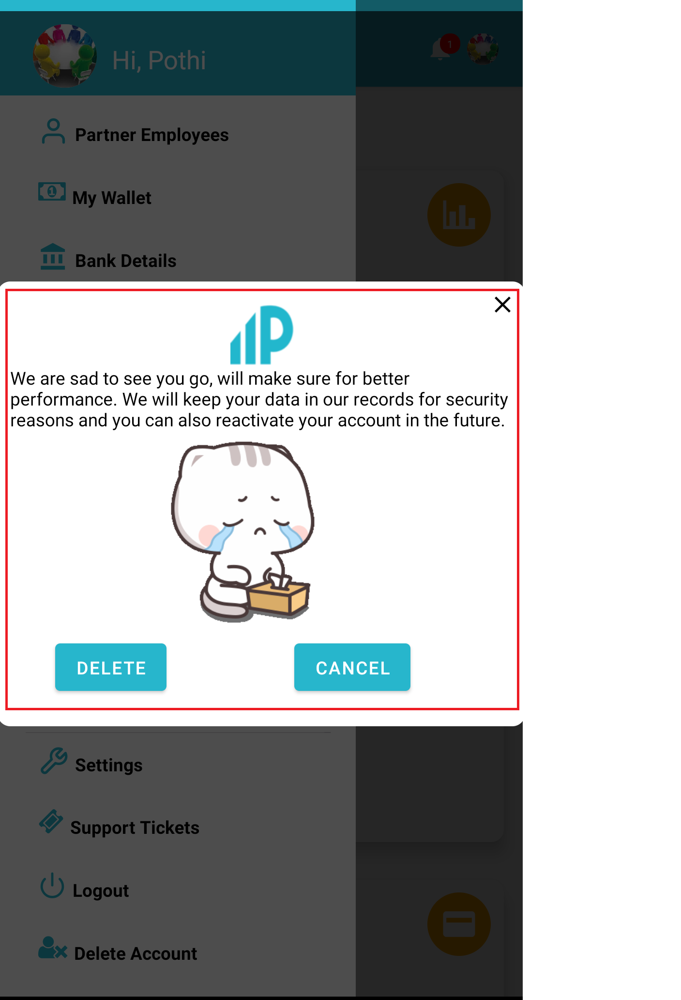 Hi, Pothi
1
Partner Employees
1
My Wallet
Bank Details
P
We are sad to see you go, will make sure for better
performance. We will keep your data in our records for security
reasons and you can also reactivate your account in the future.
DELETE
CANCEL
Settings
Support Tickets
Logout
Delete Account